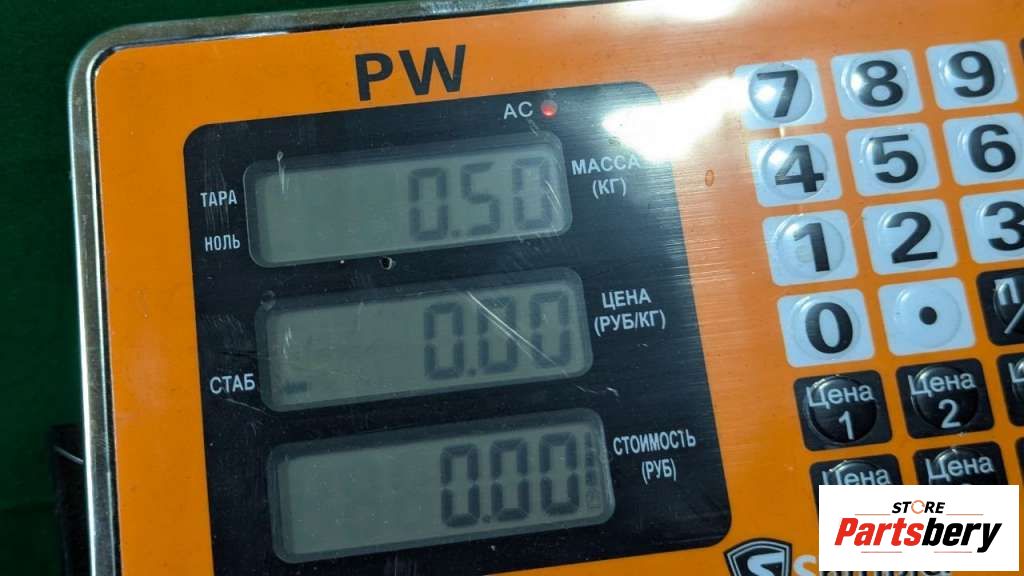 PW
AC
ТАРА
НОЛЬ
0.50
МАССА
(КГ)
СТАБ
0.00
ЦЕНА
(РУБ/КГ)
0.00
СТОИМОСТЬ
(РУБ)
7 8 9
4 5 6
1 2 3
0 •
Цена
1
Цена
2
Цена
Цена
STORE
Partsbery